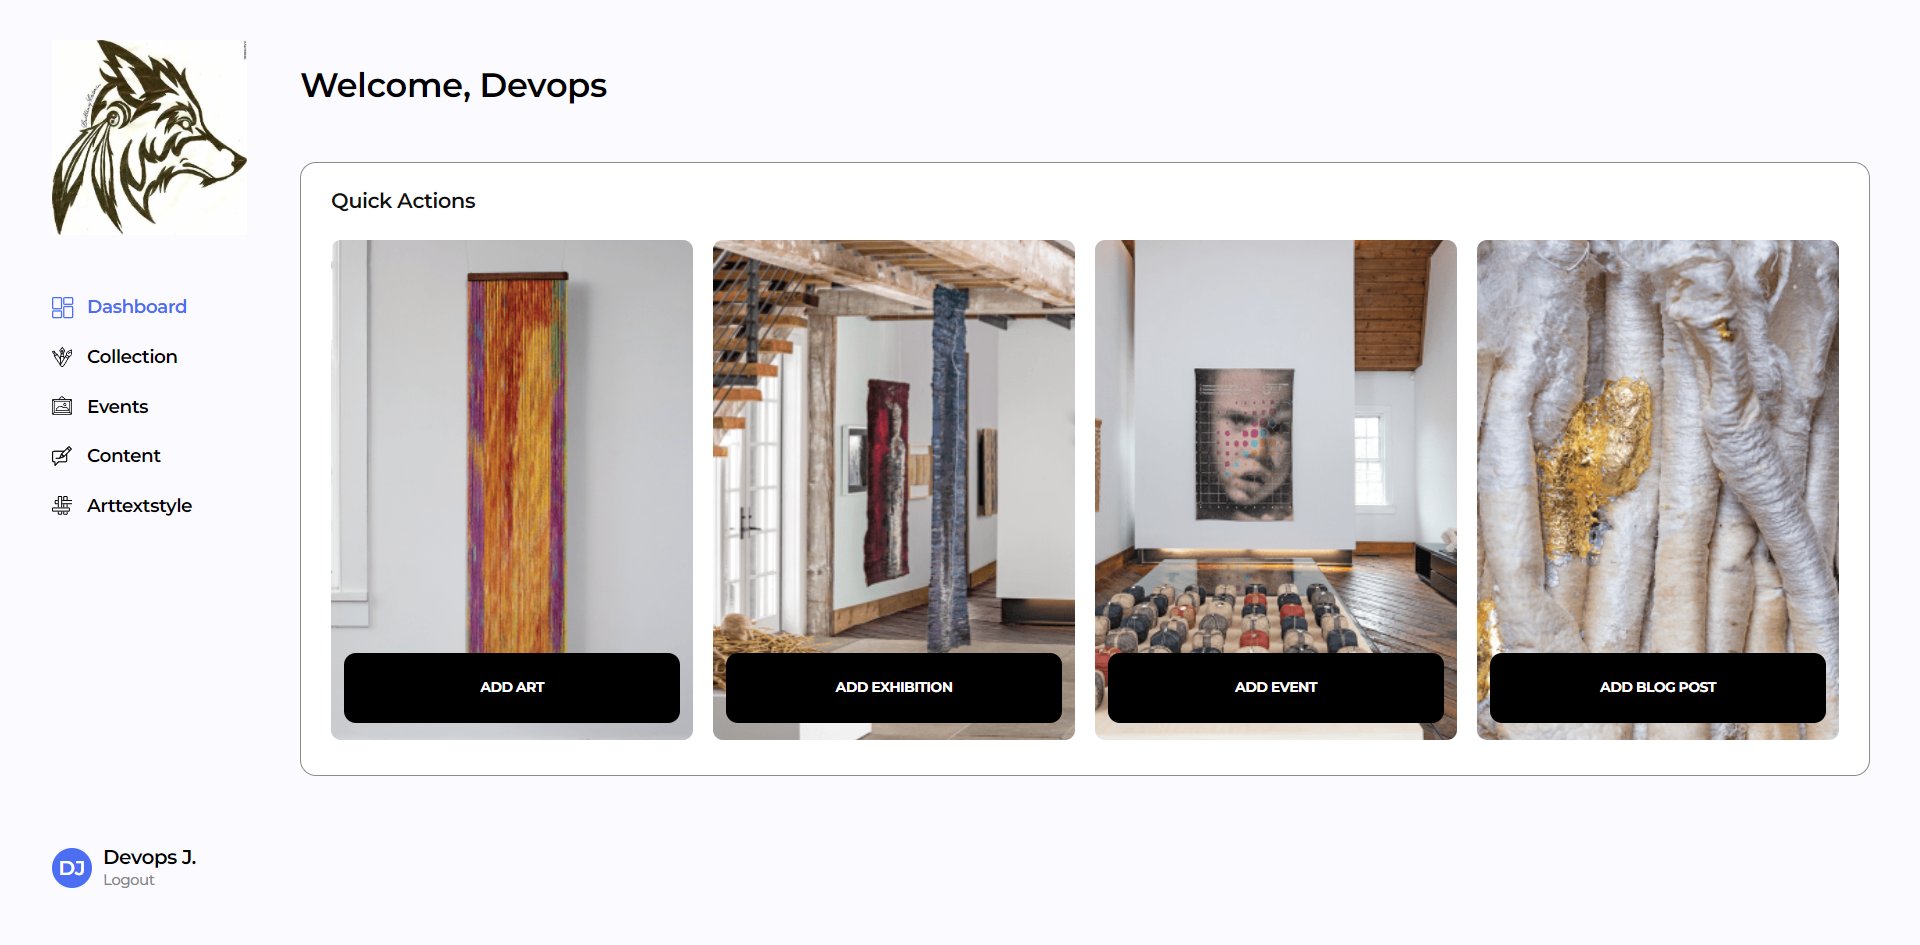 Welcome, Devops
Dashboard
Collection
Events
Content
Arttextstyle
Devops J.
DJ
Logout
Quick Actions
ADD ART
ADD EXHIBITION
ADD EVENT
ADD BLOG POST